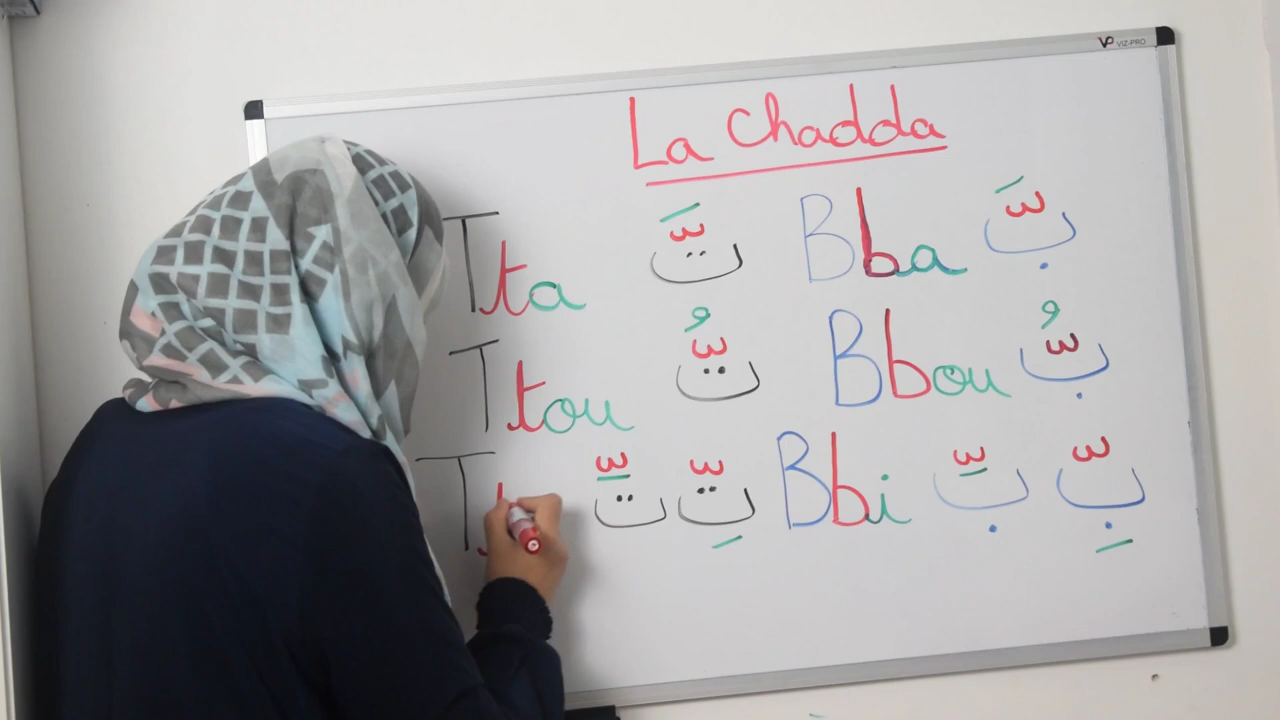 VIZ-PRO
La Chadda
Tta تَّ Bba بَّ
Ttou تُّ Bbou بُّ
T تِّ تِّ Bbi بِّ بِّ